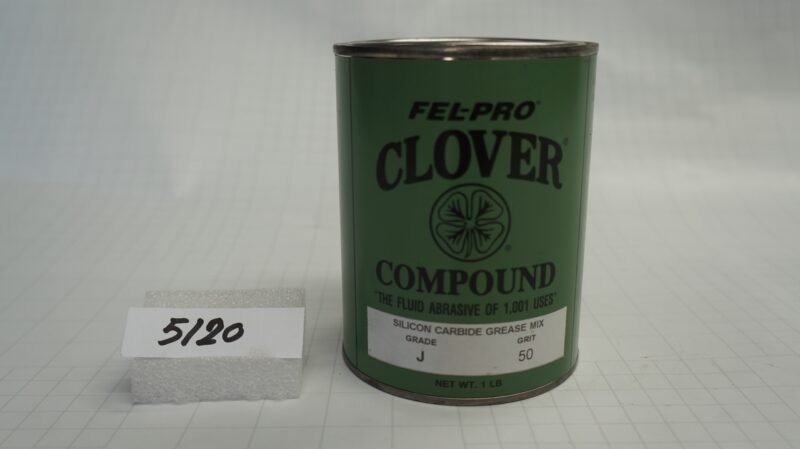 FEL-PRO®
CLOVER®
®
COMPOUND
"THE FLUID ABRASIVE OF 1,001 USES"
SILICON CARBIDE GREASE MIX
GRADE GRIT
J 50
NET WT. 1 LB
5120